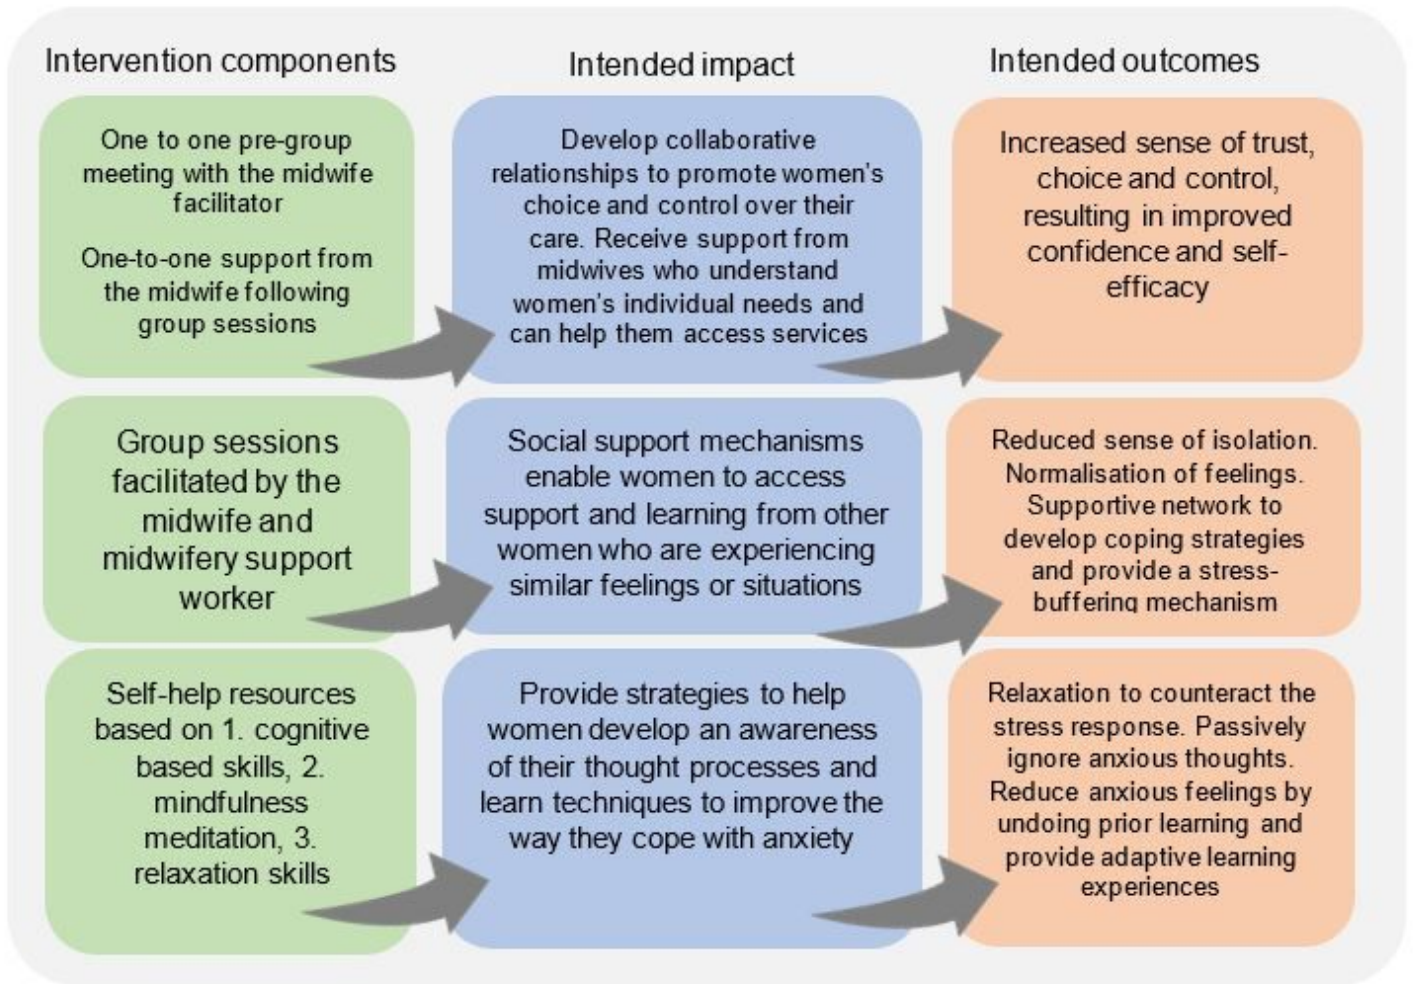 Intervention components
Intended impact
Intended outcomes
One to one pre-group
meeting with the midwife
facilitator
One-to-one support from
the midwife following
group sessions
Develop collaborative
relationships to promote women's
choice and control over their
care. Receive support from
midwives who understand
women's individual needs and
can help them access services
Increased sense of trust,
choice and control,
resulting in improved
confidence and self-
efficacy
Group sessions
facilitated by the
midwife and
midwifery support
worker
Social support mechanisms
enable women to access
support and learning from other
women who are experiencing
similar feelings or situations
Reduced sense of isolation.
Normalisation of feelings.
Supportive network to
develop coping strategies
and provide a stress-
buffering mechanism
Self-help resources
based on 1. cognitive
based skills, 2.
mindfulness
meditation, 3.
relaxation skills
Provide strategies to help
women develop an awareness
of their thought processes and
learn techniques to improve the
way they cope with anxiety
Relaxation to counteract the
stress response. Passively
ignore anxious thoughts.
Reduce anxious feelings by
undoing prior learning and
provide adaptive learning
experiences